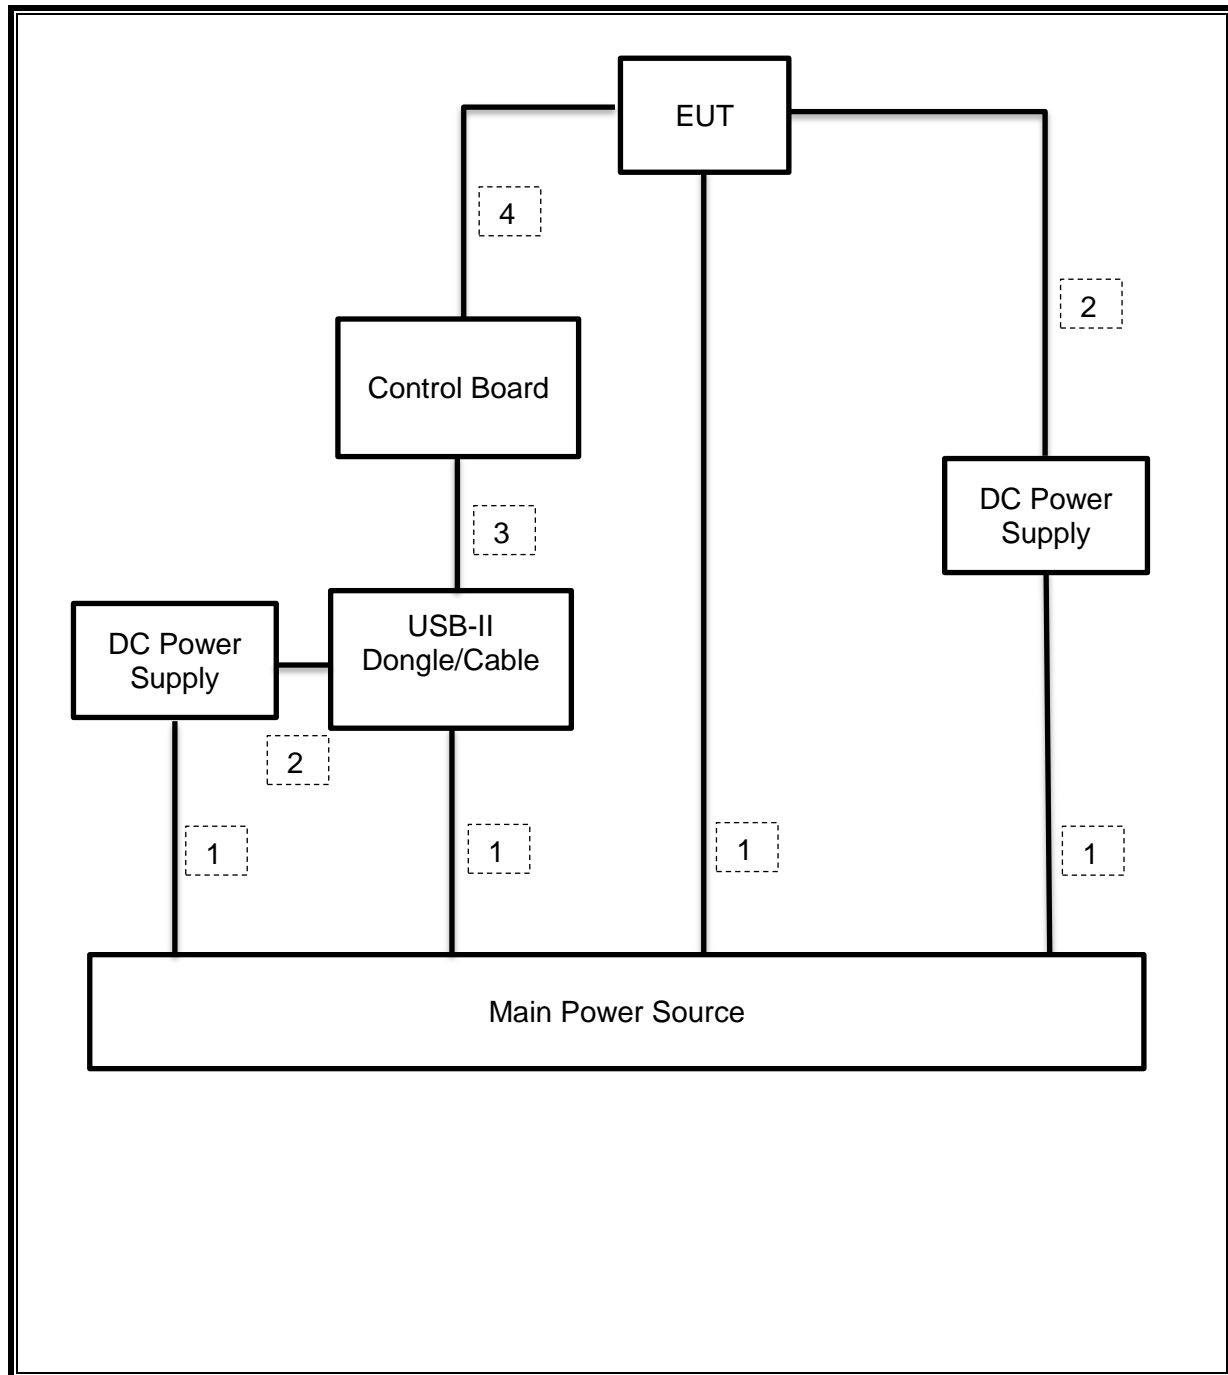 EUT
4
2
Control Board
DC Power
Supply
3
USB-II
Dongle/Cable
DC Power
Supply
2
1
1
1
1
Main Power Source